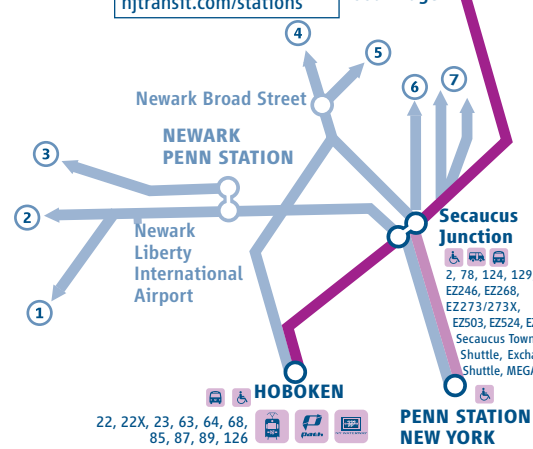 njtransit.com/stations
4
5
6
7
Newark Broad Street
NEWARK
PENN STATION
3
2
Newark
Liberty
International
Airport
1
Secaucus
Junction
2, 78, 124, 129
EZ246, EZ268,
EZ273/273X,
EZ503, EZ524,
Secaucus Town
Shuttle,
Shuttle,
HOBOKEN
22, 22X, 23, 63, 64, 68,
85, 87, 89, 126
path
PENN STATION
NEW YORK